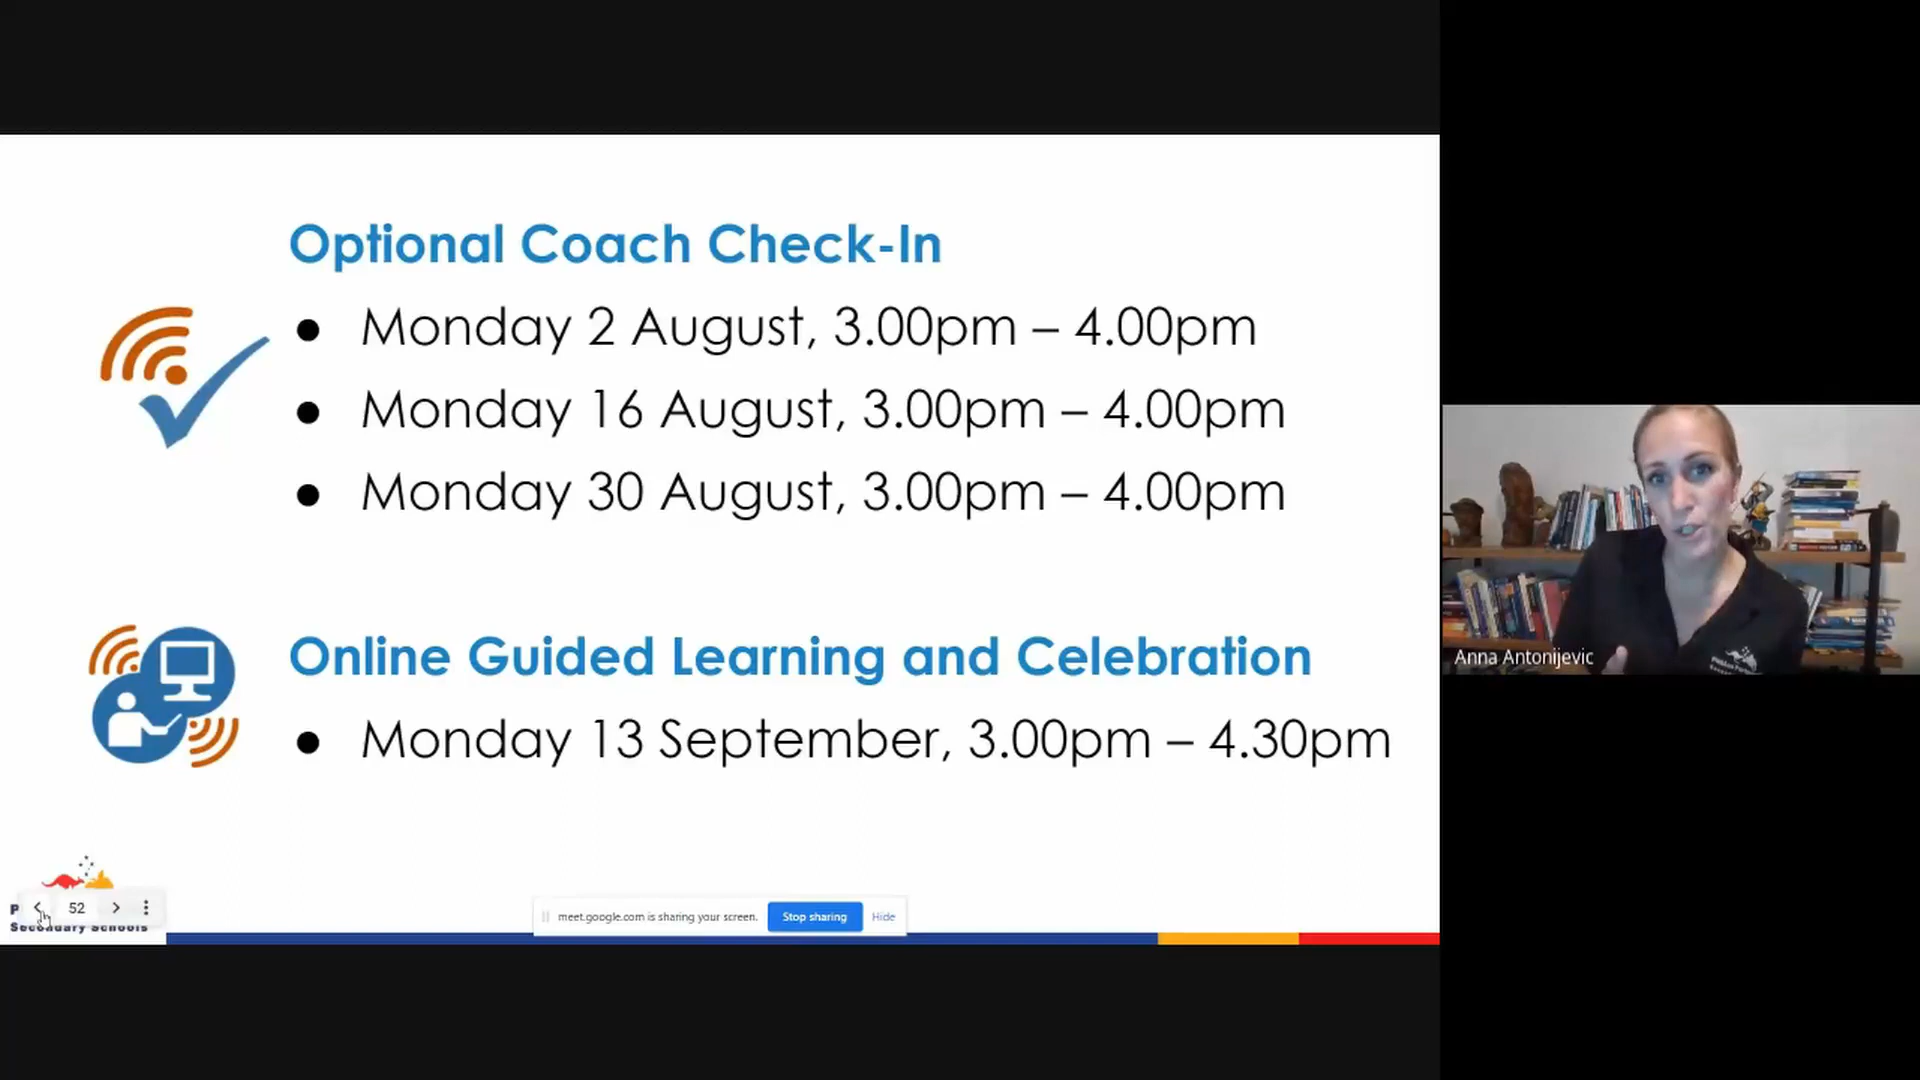 Optional Coach Check-In
● Monday 2 August, 3.00pm – 4.00pm
● Monday 16 August, 3.00pm – 4.00pm
● Monday 30 August, 3.00pm – 4.00pm
Online Guided Learning and Celebration
● Monday 13 September, 3.00pm – 4.30pm
52
Secondary Schools
meet.google.com is sharing your screen. Stop sharing Hide
Anna Antonijevic